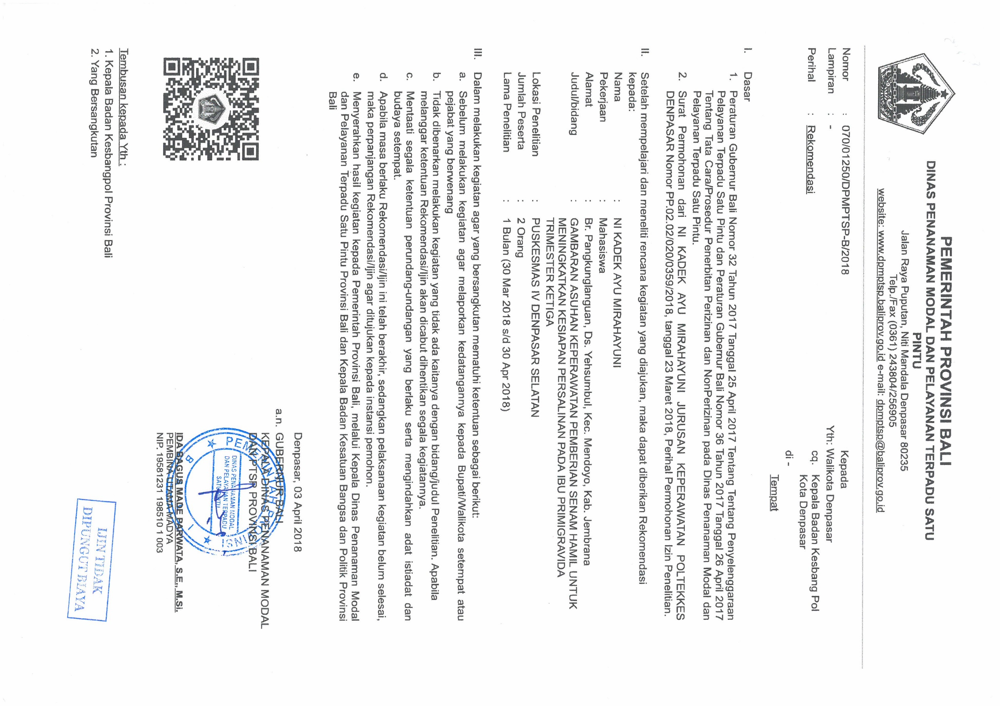 PEMERINTAH PROVINSI BALI
DINAS PENANAMAN MODAL DAN PELAYANAN TERPADU SATU
PINTU
Jalan Raya Puputan, Niti Mandala Denpasar 80235
Telp./Fax (0361) 243804/256905
website: www.dpmptsp.baliprov.go.id e-mail: dpmptsp@baliprov.go.id
Nomor : 070/01250/DPMPTSP-B/2018
Lampiran : -
Perihal : Rekomendasi
Kepada
Yth: Walikota Denpasar
cq. Kepala Badan Kesbang Pol
Kota Denpasar
di -
Tempat
I. Dasar
1. Peraturan Gubernur Bali Nomor 32 Tahun 2017 Tanggal 25 April 2017 Tentang Tentang Penyelenggaraan
Pelayanan Terpadu Satu Pintu dan Peraturan Gubernur Bali Nomor 36 Tahun 2017 Tanggal 26 April 2017
Tentang Tata Cara/Prosedur Penerbitan Perizinan dan NonPerizinan pada Dinas Penanaman Modal dan
Pelayanan Terpadu Satu Pintu.
2. Surat Permohonan dari NI KADEK AYU MIRAHAYUNI JURUSAN KEPERAWATAN POLTEKKES
DENPASAR Nomor PP.02.02/020/0359/2018, tanggal 23 Maret 2018, Perihal Permohonan Izin Penelitian.
II. Setelah mempelajari dan meneliti rencana kegiatan yang diajukan, maka dapat diberikan Rekomendasi
kepada:
Nama : NI KADEK AYU MIRAHAYUNI
Pekerjaan : Mahasiswa
Alamat : Br. Pangkunglanguan, Ds. Yehsumbul, Kec. Mendoyo, Kab. Jembrana
Judul/bidang : GAMBARAN ASUHAN KEPERAWATAN PEMBERIAN SENAM HAMIL UNTUK
MENINGKATKAN KESIAPAN PERSALINAN PADA IBU PRIMIGRAVIDA
TRIMESTER KETIGA
Lokasi Penelitian : PUSKESMAS IV DENPASAR SELATAN
Jumlah Peserta : 2 Orang
Lama Penelitian : 1 Bulan (30 Mar 2018 s/d 30 Apr 2018)
III. Dalam melakukan kegiatan agar yang bersangkutan mematuhi ketentuan sebagai berikut:
a. Sebelum melakukan kegiatan agar melaporkan kedatangannya kepada Bupati/Walikota setempat atau
pejabat yang berwenang
b. Tidak dibenarkan melakukan kegiatan yang tidak ada kaitanya dengan bidang/judul Penelitian. Apabila
melanggar ketentuan Rekomendasi/Ijin akan dicabut dihentikan segala kegiatannya.
c. Mentaati segala ketentuan perundang-undangan yang berlaku serta mengindahkan adat istiadat dan
budaya setempat.
d. Apabila masa berlaku Rekomendasi/Ijin ini telah berakhir, sedangkan pelaksanaan kegiatan belum selesai,
maka perpanjangan Rekomendasi/Ijin agar ditujukan kepada instansi pemohon.
e. Menyerahkan hasil kegiatan kepada Pemerintah Provinsi Bali, melalui Kepala Dinas Penanaman Modal
dan Pelayanan Terpadu Satu Pintu Provinsi Bali dan Kepala Badan Kesatuan Bangsa dan Politik Provinsi
Bali
Denpasar, 03 April 2018
a.n. GUBERNUR BALI
KEPALA DINAS PENANAMAN MODAL
DAN PTSP PROVINSI BALI
PEMERINTAH PROVINSI
DINAS PENANAMAN MODAL
DAN PELAYANAN TERPADU
SATU PINTU
B I
IDA BAGUS MADE PARWATA, S.E., M.Si.
PEMBINA UTAMA MADYA
NIP. 19581231 198510 1 003
Tembusan kepada Yth :
1. Kepala Badan Kesbangpol Provinsi Bali
2. Yang Bersangkutan
IJIN TIDAK
DIPUNGUT BIAYA